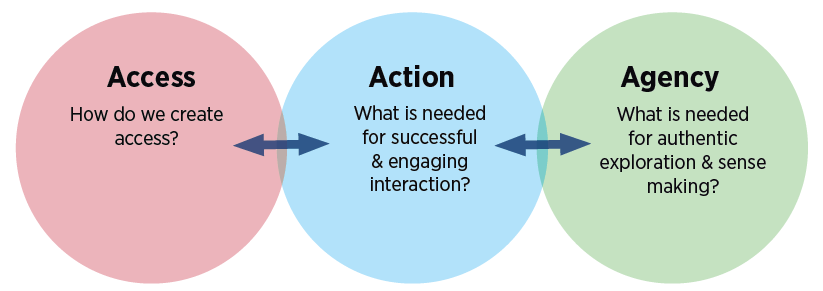 Access
How do we create
access?
Action
What is needed
for successful
& engaging
interaction?
Agency
What is needed
for authentic
exploration & sense
making?